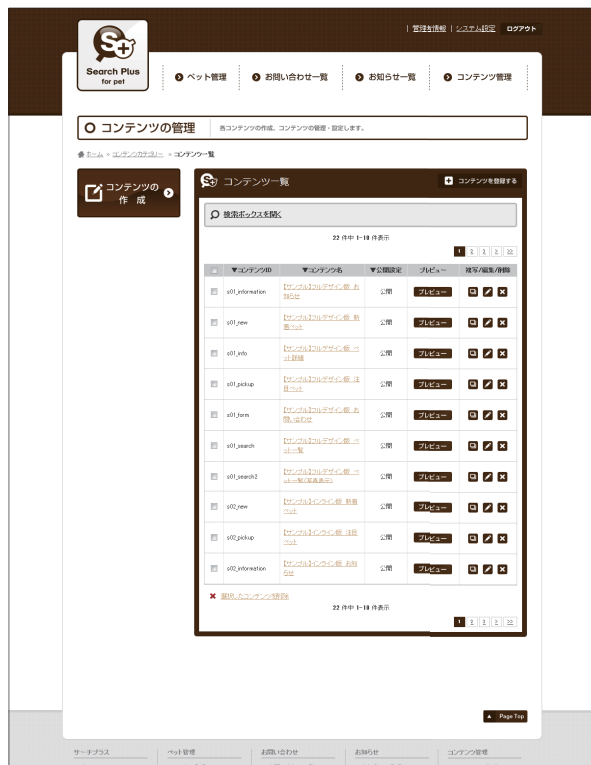 | 管理者情報 | システム設定 ログアウト
S+
Search Plus
for pet
ペット管理
お問い合わせ一覧
お知らせ一覧
コンテンツ管理
コンテンツの管理
各コンテンツの作成、コンテンツの管理・設定します。
ホーム » コンテンツカテゴリー » コンテンツ一覧
コンテンツの
作 成
S+ コンテンツ一覧
コンテンツを登録する
検索ボックスを開く
22 件中 1-10 件表示
1 2 3 > >>
▼コンテンツID ▼コンテンツ名 ▼公開設定 プレビュー 複写/編集/削除
s01_information 【サンプル】フルデザイン版 お
知らせ 公開 プレビュー
s01_new 【サンプル】フルデザイン版 新
着ペット 公開 プレビュー
s01_info 【サンプル】フルデザイン版 ペ
ット詳細 公開 プレビュー
s01_pickup 【サンプル】フルデザイン版 注
目ペット 公開 プレビュー
s01_form 【サンプル】フルデザイン版 お
問い合わせ 公開 プレビュー
s01_search 【サンプル】フルデザイン版 ペ
ット一覧 公開 プレビュー
s01_search2 【サンプル】フルデザイン版 ペ
ット一覧(写真表示) 公開 プレビュー
s02_new 【サンプル】インライン版 新着
ペット 公開 プレビュー
s02_pickup 【サンプル】インライン版 注目
ペット 公開 プレビュー
s02_information 【サンプル】インライン版 お知
らせ 公開 プレビュー
選択したコンテンツを削除
22 件中 1-10 件表示
1 2 3 > >>
▲ Page Top
サーチプラス ペット管理 お問い合わせ お知らせ コンテンツ管理